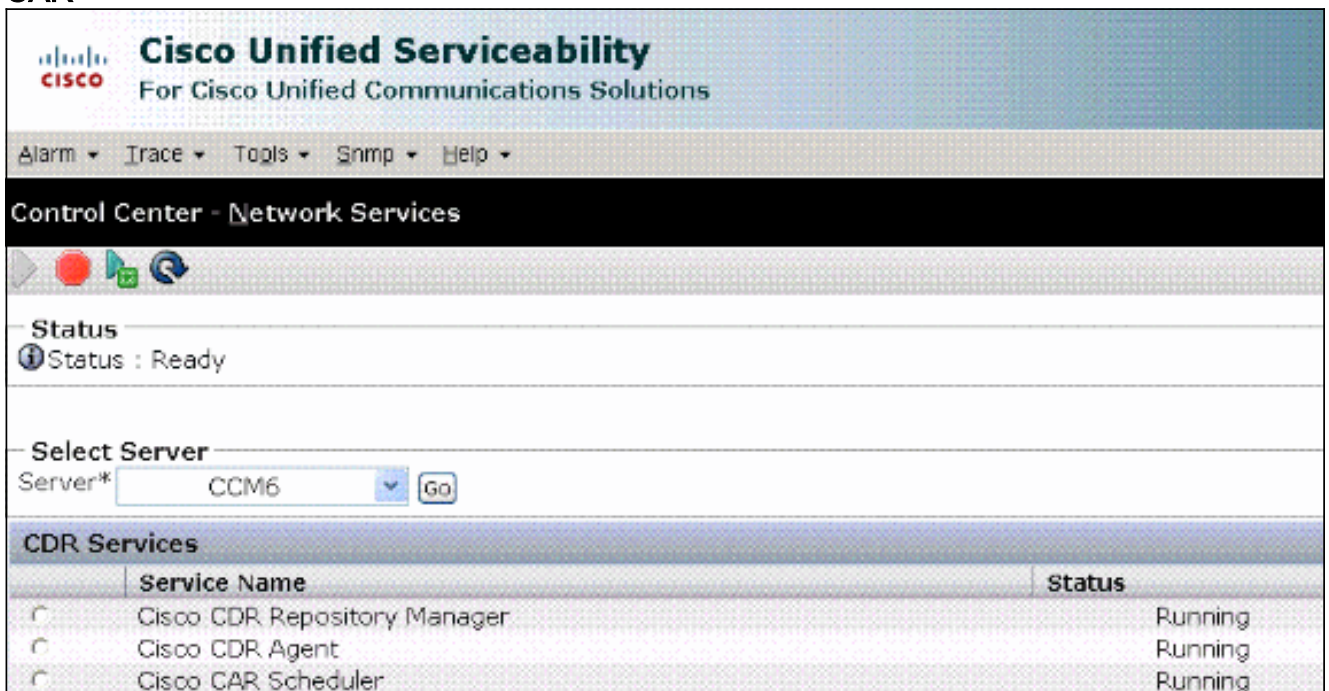 CAR
CISCO
Cisco Unified Serviceability
For Cisco Unified Communications Solutions
Alarm Trace Tools Snmp Help
Control Center - Network Services
Status
Status : Ready
Select Server
Server* CCM6 Go
CDR Services
Service Name Status
Cisco CDR Repository Manager Running
Cisco CDR Agent Running
Cisco CAR Scheduler Running